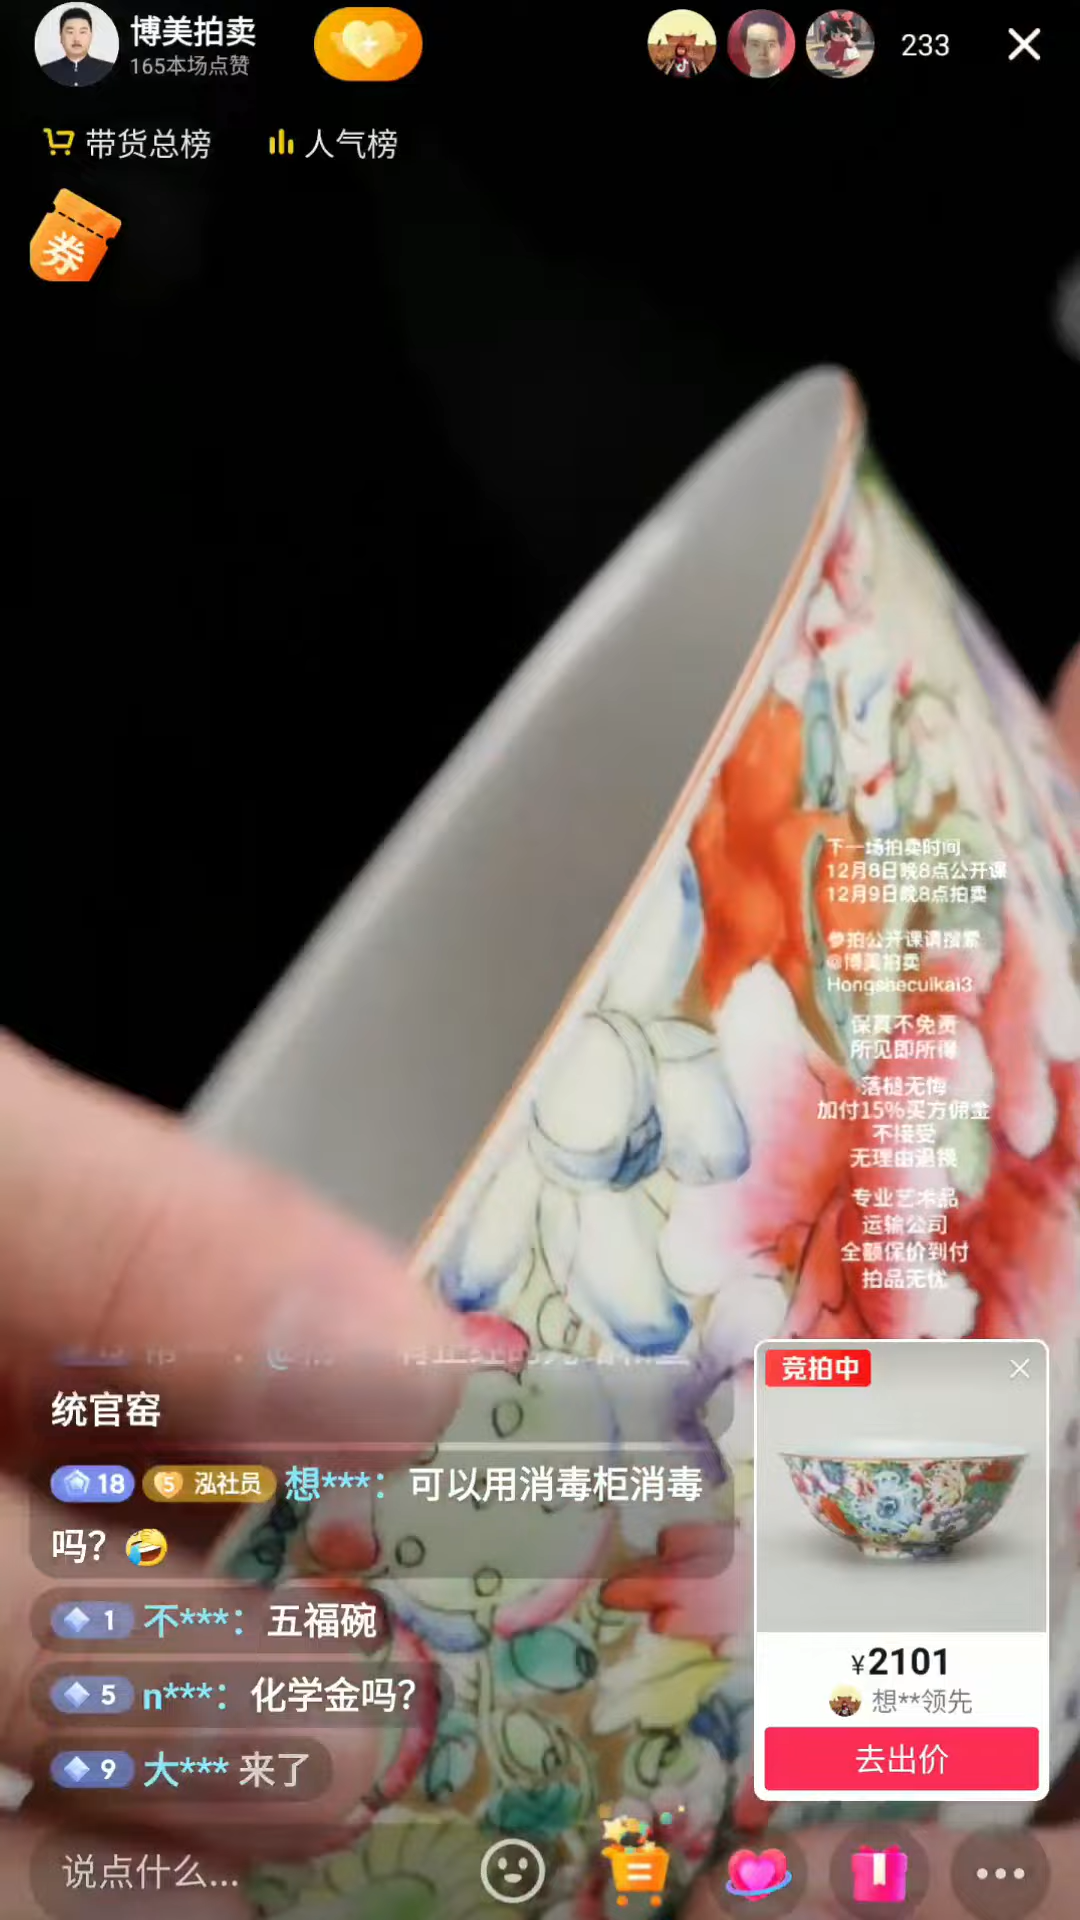 博美拍卖
165本场点赞
233
带货总榜
人气榜
券
下一场拍卖时间
12月8日晚8点公开课
12月9日晚8点拍卖
参拍公开课请搜索
@博美拍卖
Hongshecuikai3
保真不免责
所见即所得
落槌无悔
加付15%买方佣金
不接受
无理由退换
专业艺术品
运输公司
全额保价到付
拍品无忧
统官窑
18 5 泓社员 想***：可以用消毒柜消毒
吗？
1 不***：五福碗
5 n***：化学金吗？
9 大*** 来了
竞拍中
¥2101
想**领先
去出价
说点什么...